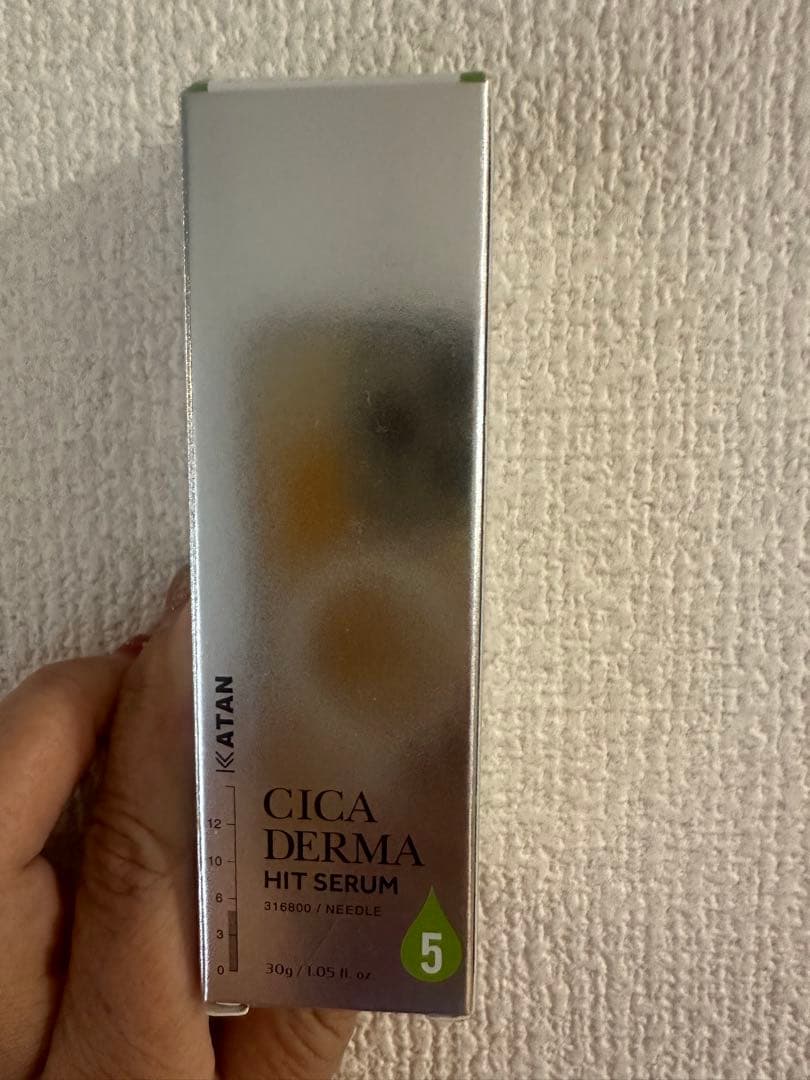 KATAN
12
10
6
3
0
CICA
DERMA
HIT SERUM
316800 / NEEDLE
30g / 1.05 fl. oz.
5